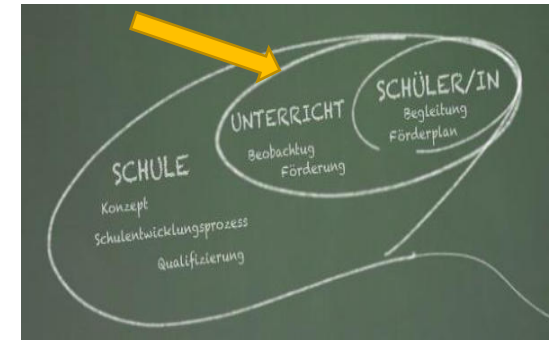 SCHULE
Konzept
Schulentwicklungsprozess
Qualifizierung
UNTERRICHT
Beobachtug
Förderung
SCHÜLER/IN
Begleitung
Förderplan